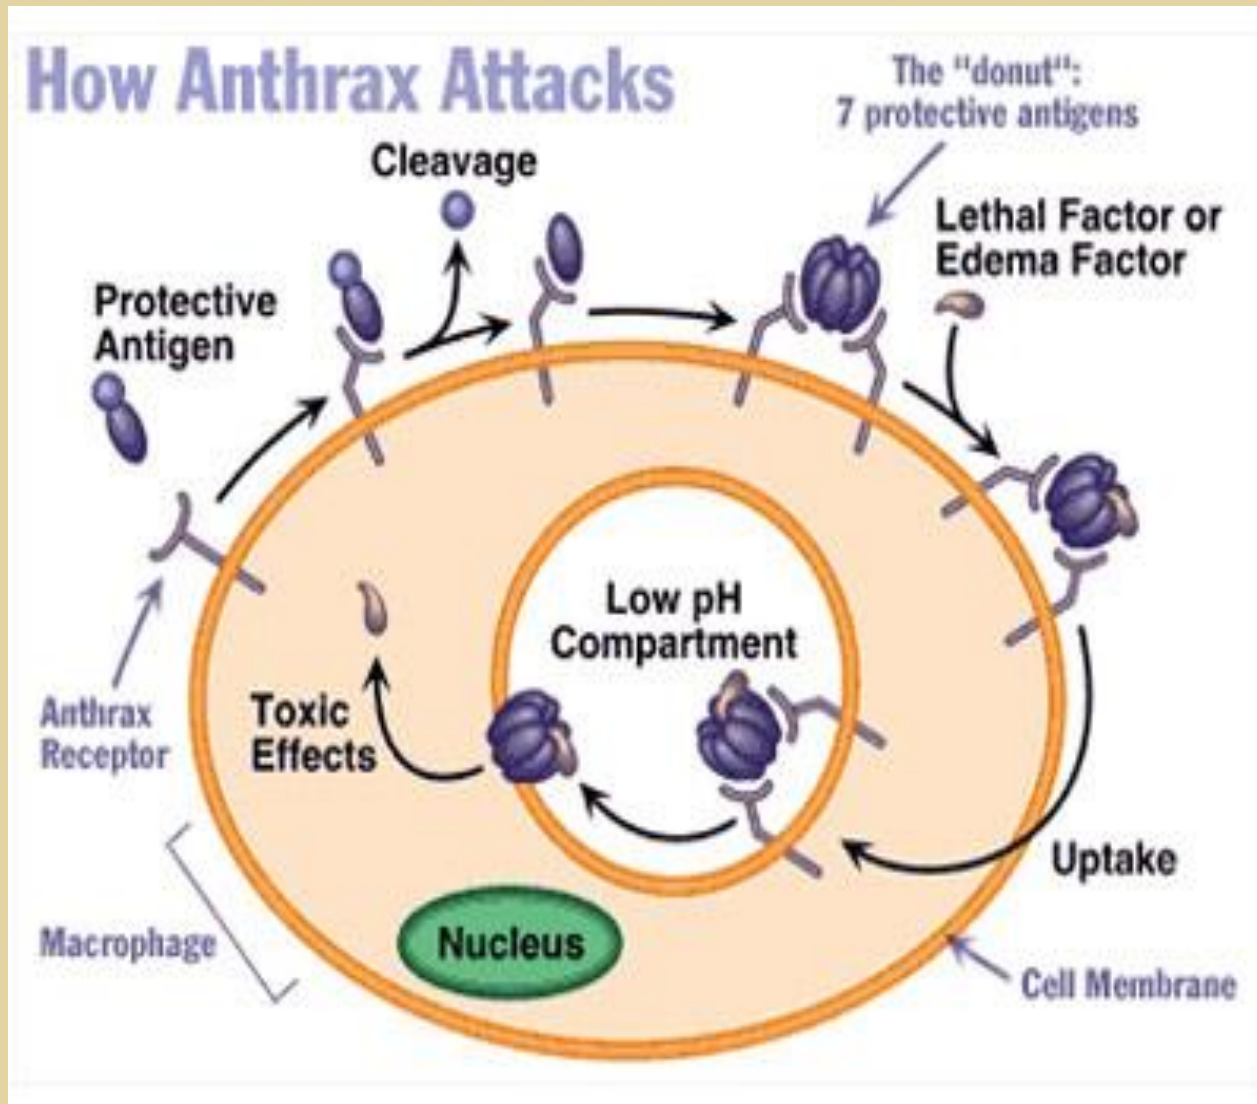 How Anthrax Attacks
The "donut":
7 protective antigens
Cleavage
Lethal Factor or
Edema Factor
Protective
Antigen
Low pH
Compartment
Anthrax
Receptor
Toxic
Effects
Uptake
Macrophage
Nucleus
Cell Membrane